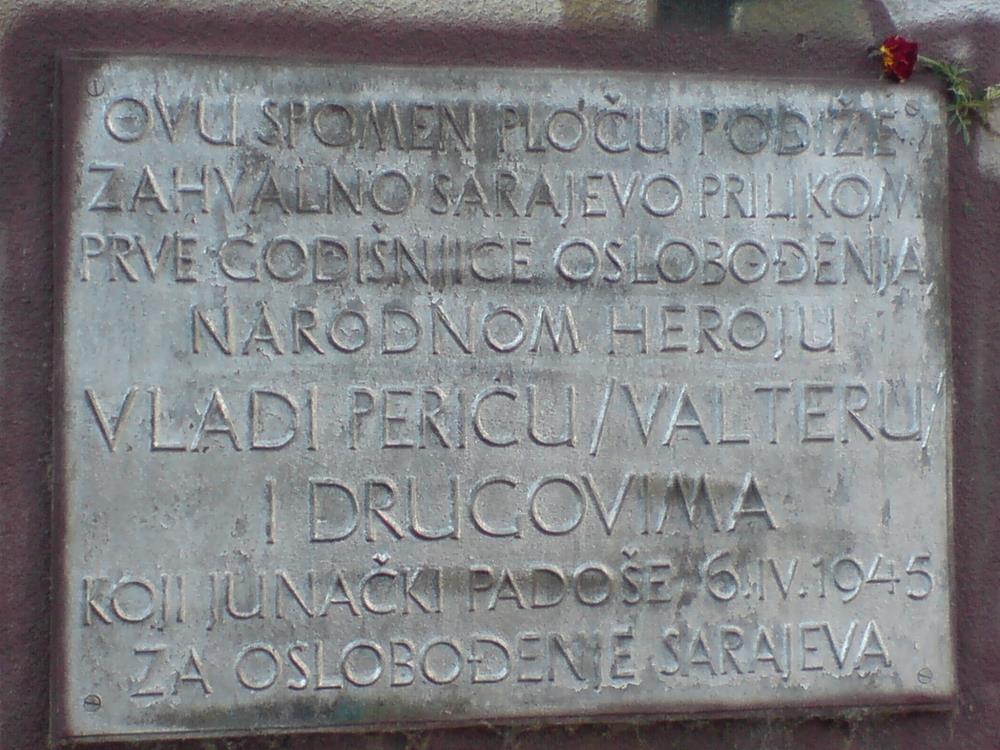 OVU SPOMEN PLOČU PODIŽE
ZAHVALNO SARAJEVO PRILIKOM
PRVE GODIŠNJICE OSLOBOĐENJA
NARODNOM HEROJU
VLADI PERIĆU/VALTERU/
I DRUGOVIMA
KOJI JUNAČKI PADOŠE 6.IV.1945
ZA OSLOBOĐENJE SARAJEVA